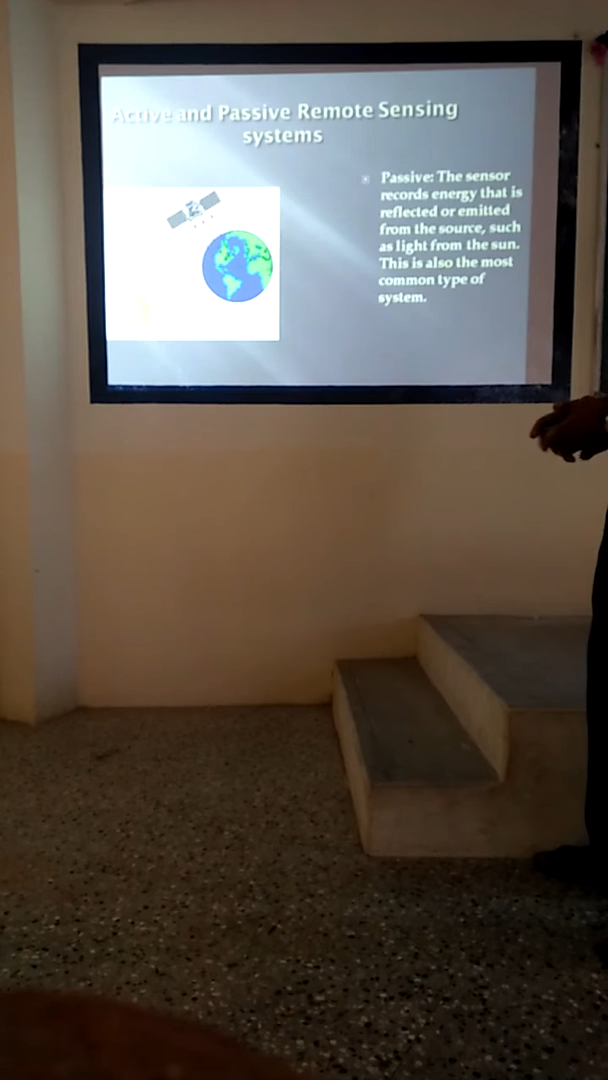 Active and Passive Remote Sensing
systems
Passive: The sensor
records energy that is
reflected or emitted
from the source, such
as light from the sun.
This is also the most
common type of
system.